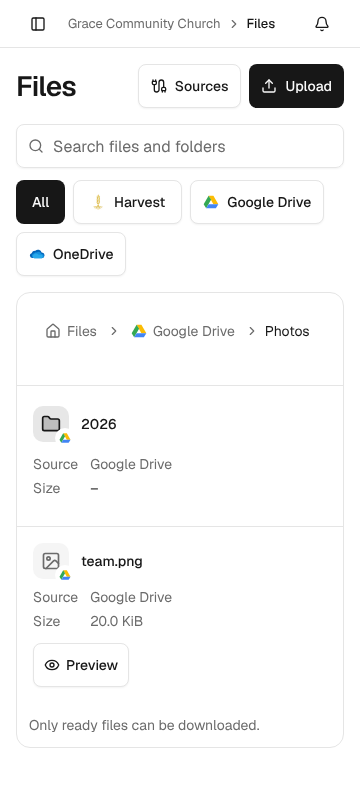 Grace Community Church > Files
Files
Sources
Upload
Search files and folders
All
Harvest
Google Drive
OneDrive
Files > Google Drive > Photos
2026
Source Google Drive
Size –
team.png
Source Google Drive
Size 20.0 KiB
Preview
Only ready files can be downloaded.